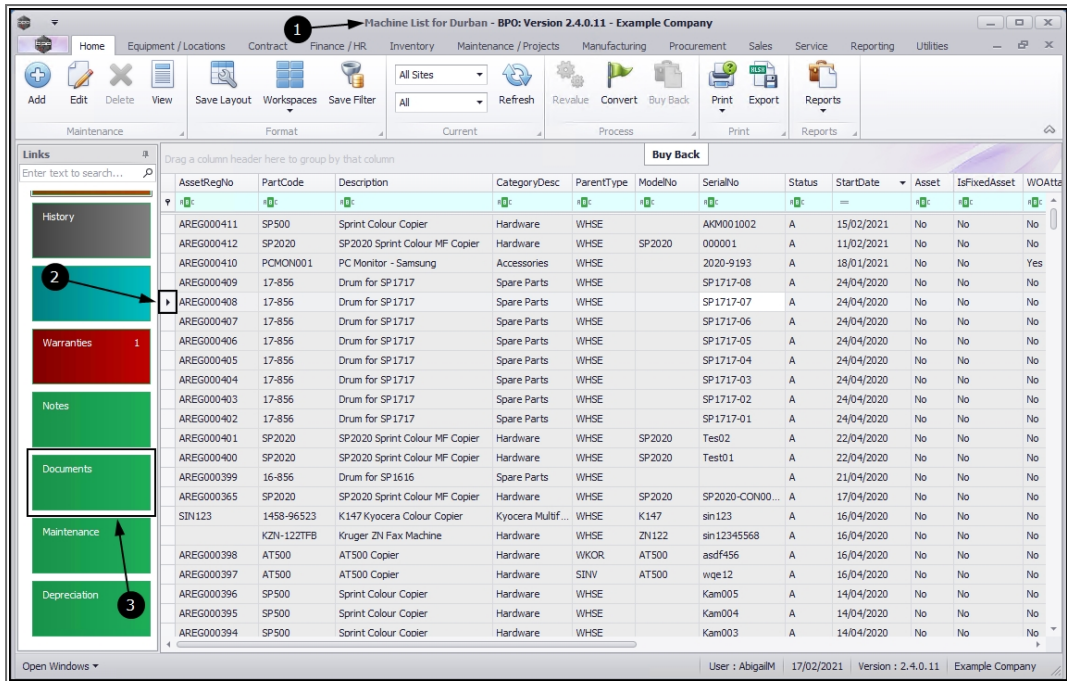 1
Machine List for Durban - BPO: Version 2.4.0.11 - Example Company
Home Equipment / Locations Contract Finance / HR Inventory Maintenance / Projects Manufacturing Procurement Sales Service Reporting Utilities
All Sites
Add Edit Delete View Save Layout Workspaces Save Filter All Refresh Revalue Convert Buy Back Print Export Reports
Maintenance Format Current Process Print Reports
Links
Enter text to search...
Drag a column header here to group by that column
Buy Back
History
2
Warranties 1
Notes
Documents
Maintenance
Depreciation
3
AssetRegNo PartCode Description CategoryDesc ParentType ModelNo SerialNo Status StartDate Asset IsFixedAsset WOAtta
AREG000411 SP500 Sprint Colour Copier Hardware WHSE AKM001002 A 15/02/2021 No No No
AREG000412 SP2020 SP2020 Sprint Colour MF Copier Hardware WHSE SP2020 000001 A 11/02/2021 No No No
AREG000410 PCMON001 PC Monitor - Samsung Accessories WHSE 2020-9193 A 18/01/2021 No No Yes
AREG000409 17-856 Drum for SP1717 Spare Parts WHSE SP1717-08 A 24/04/2020 No No No
AREG000408 17-856 Drum for SP1717 Spare Parts WHSE SP1717-07 A 24/04/2020 No No No
AREG000407 17-856 Drum for SP1717 Spare Parts WHSE SP1717-06 A 24/04/2020 No No No
AREG000406 17-856 Drum for SP1717 Spare Parts WHSE SP1717-05 A 24/04/2020 No No No
AREG000405 17-856 Drum for SP1717 Spare Parts WHSE SP1717-04 A 24/04/2020 No No No
AREG000404 17-856 Drum for SP1717 Spare Parts WHSE SP1717-03 A 24/04/2020 No No No
AREG000403 17-856 Drum for SP1717 Spare Parts WHSE SP1717-02 A 24/04/2020 No No No
AREG000402 17-856 Drum for SP1717 Spare Parts WHSE SP1717-01 A 24/04/2020 No No No
AREG000401 SP2020 SP2020 Sprint Colour MF Copier Hardware WHSE SP2020 Tes02 A 22/04/2020 No No No
AREG000400 SP2020 SP2020 Sprint Colour MF Copier Hardware WHSE SP2020 Test01 A 22/04/2020 No No No
AREG000399 16-856 Drum for SP1616 Spare Parts WHSE A 21/04/2020 No No No
AREG000365 SP2020 SP2020 Sprint Colour MF Copier Hardware WHSE SP2020 SP2020-CON00... A 17/04/2020 No No No
SIN123 1458-96523 K147 Kyocera Colour Copier Kyocera Multif... WHSE K147 sin123 A 16/04/2020 No No No
KZN-122TFB Kruger ZN Fax Machine Hardware WHSE ZN122 sin12345568 A 16/04/2020 No No No
AREG000398 AT500 AT500 Copier Hardware WKOR AT500 asdf456 A 16/04/2020 No No No
AREG000397 AT500 AT500 Copier Hardware SINV AT500 wqe12 A 16/04/2020 No No No
AREG000396 SP500 Sprint Colour Copier Hardware WHSE Kam005 A 14/04/2020 No No No
AREG000395 SP500 Sprint Colour Copier Hardware WHSE Kam004 A 14/04/2020 No No No
AREG000394 SP500 Sprint Colour Copier Hardware WHSE Kam003 A 14/04/2020 No No No
Open Windows User : AbigailM 17/02/2021 Version : 2.4.0.11 Example Company